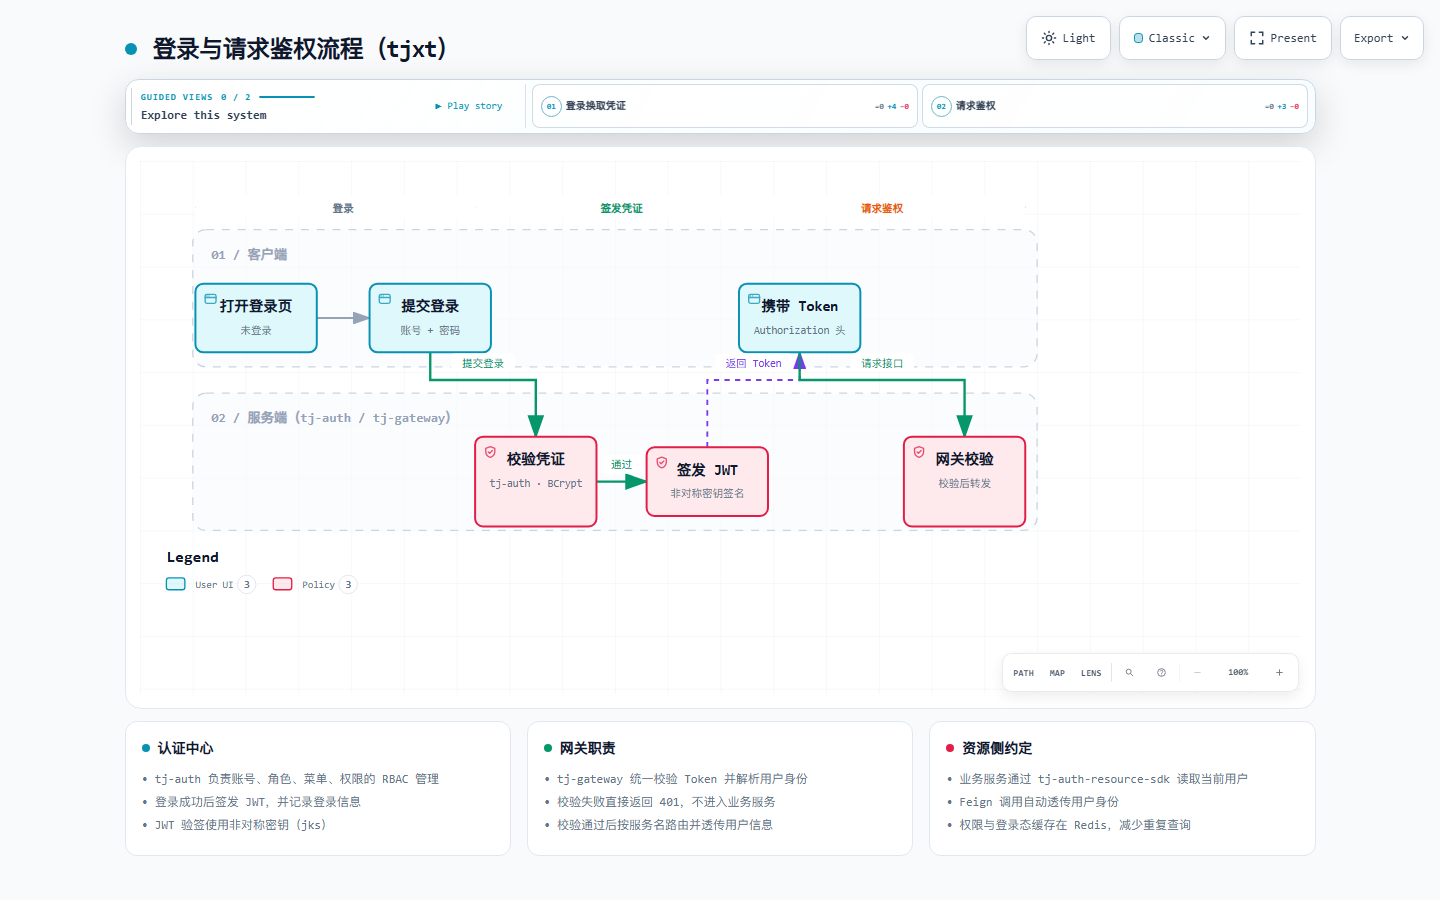 登录与请求鉴权流程（tjxt）
Light
Classic
Present
Export
GUIDED VIEWS 0 / 2
Explore this system
▶ Play story
01 登录换取凭证
=0 +4 -0
02 请求鉴权
=0 +3 -0
登录
签发凭证
请求鉴权
01 / 客户端
打开登录页
未登录
提交登录
账号 + 密码
携带 Token
Authorization 头
提交登录
返回 Token
请求接口
02 / 服务端（tj-auth / tj-gateway）
校验凭证
tj-auth · BCrypt
通过
签发 JWT
非对称密钥签名
网关校验
校验后转发
Legend
User UI 3
Policy 3
PATH
MAP
LENS
100%
认证中心
• tj-auth 负责账号、角色、菜单、权限的 RBAC 管理
• 登录成功后签发 JWT，并记录登录信息
• JWT 验签使用非对称密钥（jks）
网关职责
• tj-gateway 统一校验 Token 并解析用户身份
• 校验失败直接返回 401，不进入业务服务
• 校验通过后按服务名路由并透传用户信息
资源侧约定
• 业务服务通过 tj-auth-resource-sdk 读取当前用户
• Feign 调用自动透传用户身份
• 权限与登录态缓存在 Redis，减少重复查询